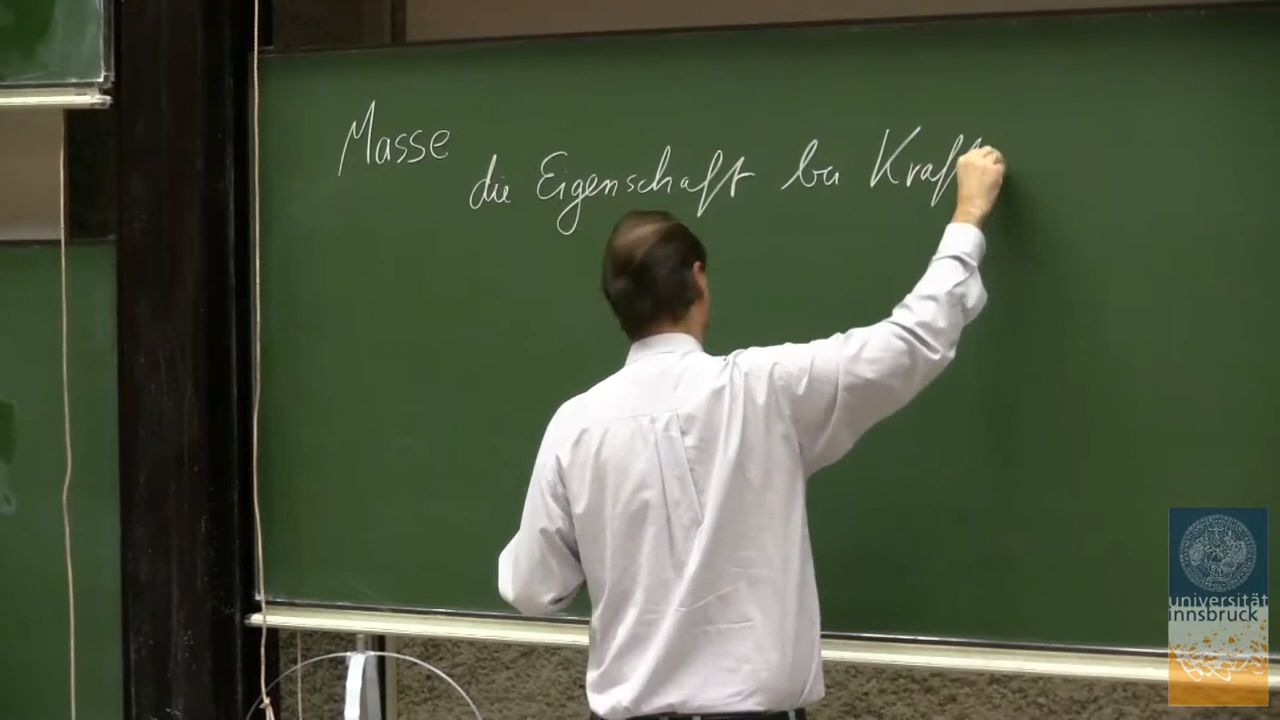 Masse
die Eigenschaft bei Kraft
universität
innsbruck